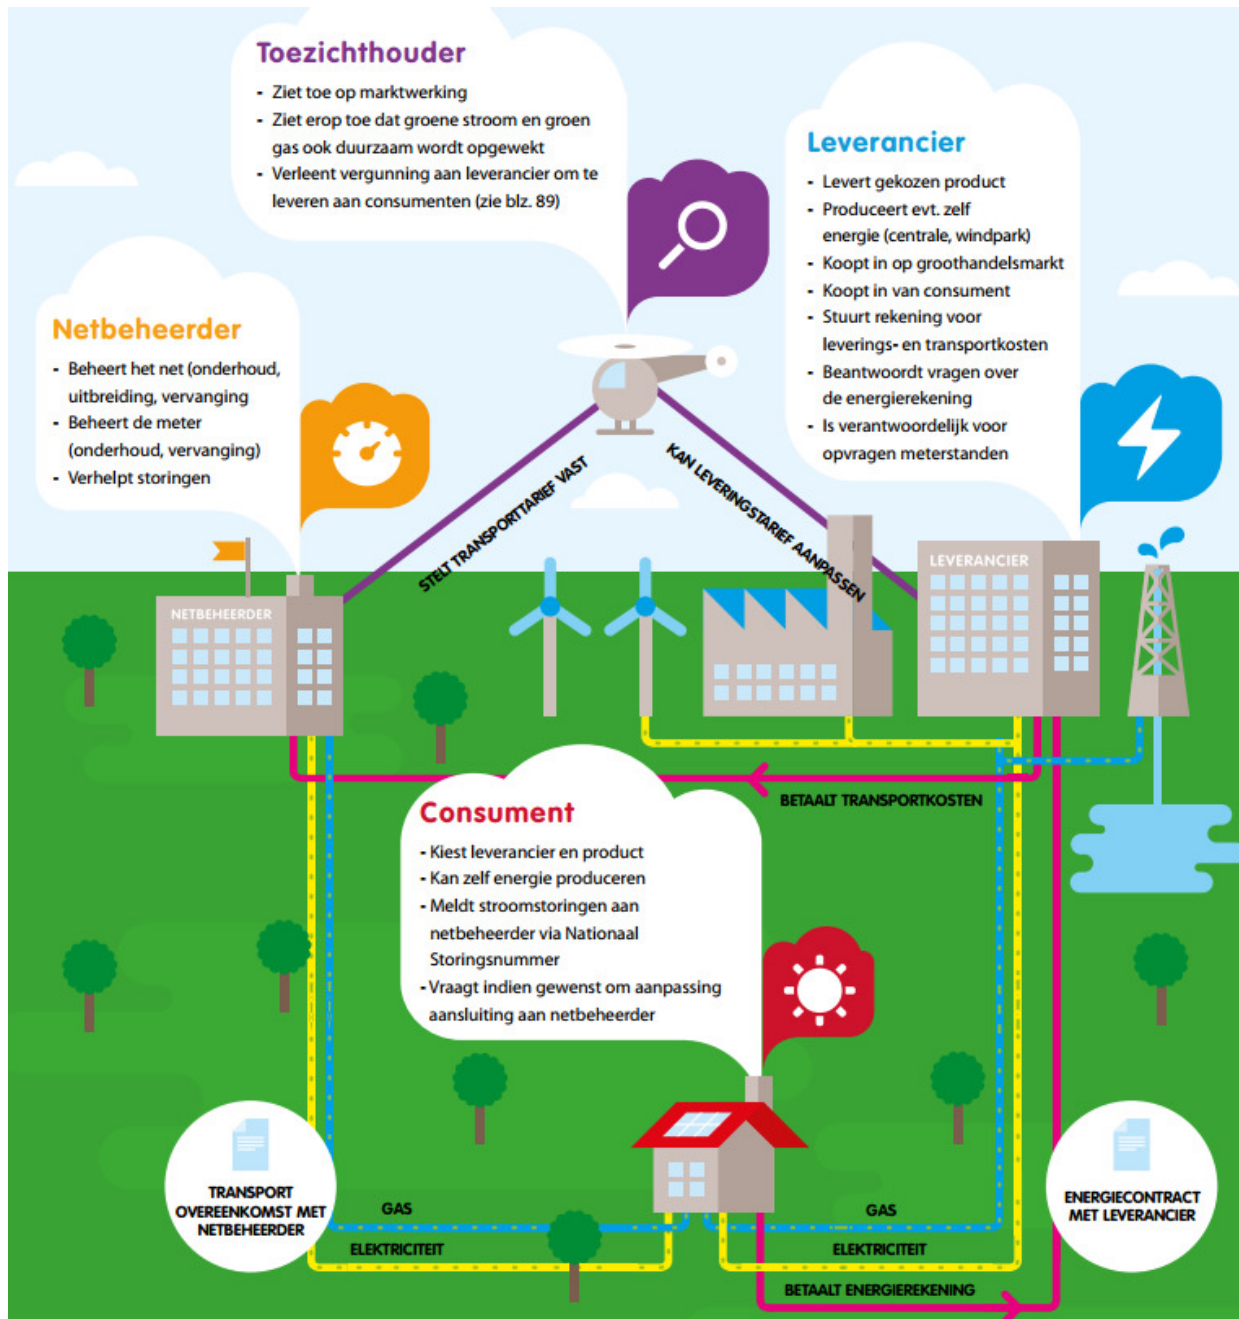 Toezichthouder
- Ziet toe op marktwerking
- Ziet erop toe dat groene stroom en groen
gas ook duurzaam wordt opgewekt
- Verleent vergunning aan leverancier om te
leveren aan consumenten (zie blz. 89)
Leverancier
- Levert gekozen product
- Produceert evt. zelf
energie (centrale, windpark)
- Koopt in op groothandelsmarkt
- Koopt in van consument
- Stuurt rekening voor
leverings- en transportkosten
- Beantwoordt vragen over
de energierekening
- Is verantwoordelijk voor
opvragen meterstanden
Netbeheerder
- Beheert het net (onderhoud,
uitbreiding, vervanging
- Beheert de meter
(onderhoud, vervanging)
- Verhelpt storingen
STELT TRANSPORTTARIEF VAST
KAN LEVERINGSTARIEF AANPASSEN
NETBEHEERDER
LEVERANCIER
BETAALT TRANSPORTKOSTEN
Consument
- Kiest leverancier en product
- Kan zelf energie produceren
- Meldt stroomstoringen aan
netbeheerder via Nationaal
Storingsnummer
- Vraagt indien gewenst om aanpassing
aansluiting aan netbeheerder
TRANSPORT
OVEREENKOMST MET
NETBEHEERDER
GAS
ELEKTRICITEIT
GAS
ELEKTRICITEIT
BETAALT ENERGIEREKENING
ENERGIECONTRACT
MET LEVERANCIER